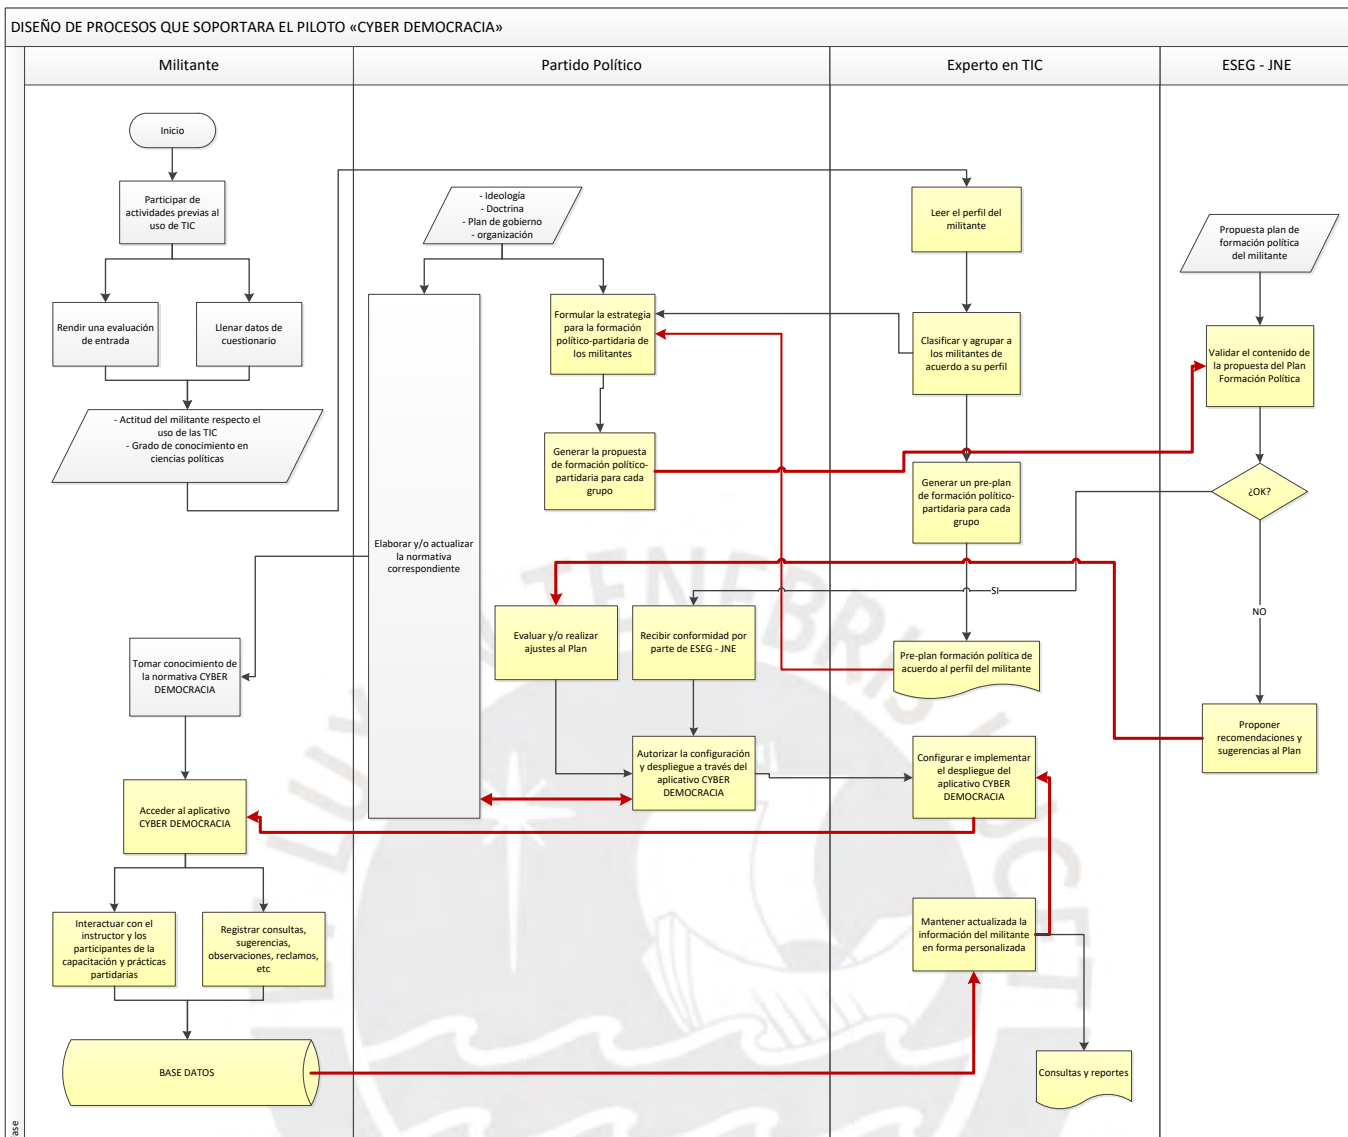 DISEÑO DE PROCESOS QUE SOPORTARA EL PILOTO «CYBER DEMOCRACIA»
Militante
Partido Político
Experto en TIC
ESEG - JNE
Inicio
Participar de
actividades previas al
uso de TIC
Rendir una evaluación
de entrada
Llenar datos de
cuestionario
- Actitud del militante respecto el
uso de las TIC
- Grado de conocimiento en
ciencias políticas
Tomar conocimiento de
la normativa CYBER
DEMOCRACIA
Acceder al aplicativo
CYBER DEMOCRACIA
Interactuar con el
instructor y los
participantes de la
capacitación y prácticas
partidarias
Registrar consultas,
sugerencias,
observaciones, reclamos,
etc
BASE DATOS
- Ideología
- Doctrina
- Plan de gobierno
- organización
Elaborar y/o actualizar
la normativa
correspondiente
Formular la estrategia
para la formación
político-partidaria de
los militantes
Generar la propuesta
de formación político-
partidaria para cada
grupo
Evaluar y/o realizar
ajustes al Plan
Recibir conformidad por
parte de ESEG - JNE
Autorizar la configuración
y despliegue a través del
aplicativo CYBER
DEMOCRACIA
Leer el perfil del
militante
Clasificar y agrupar a
los militantes de
acuerdo a su perfil
Generar un pre-plan
de formación político-
partidaria para cada
grupo
SI
Pre-plan formación política de
acuerdo al perfil del militante
Configurar e implementar
el despliegue del
aplicativo CYBER
DEMOCRACIA
Mantener actualizada la
información del militante
en forma personalizada
Consultas y reportes
Propuesta plan de
formación política
del militante
Validar el contenido de
la propuesta del Plan
Formación Política
¿OK?
NO
Proponer
recomendaciones y
sugerencias al Plan
ase
TENEBRIS